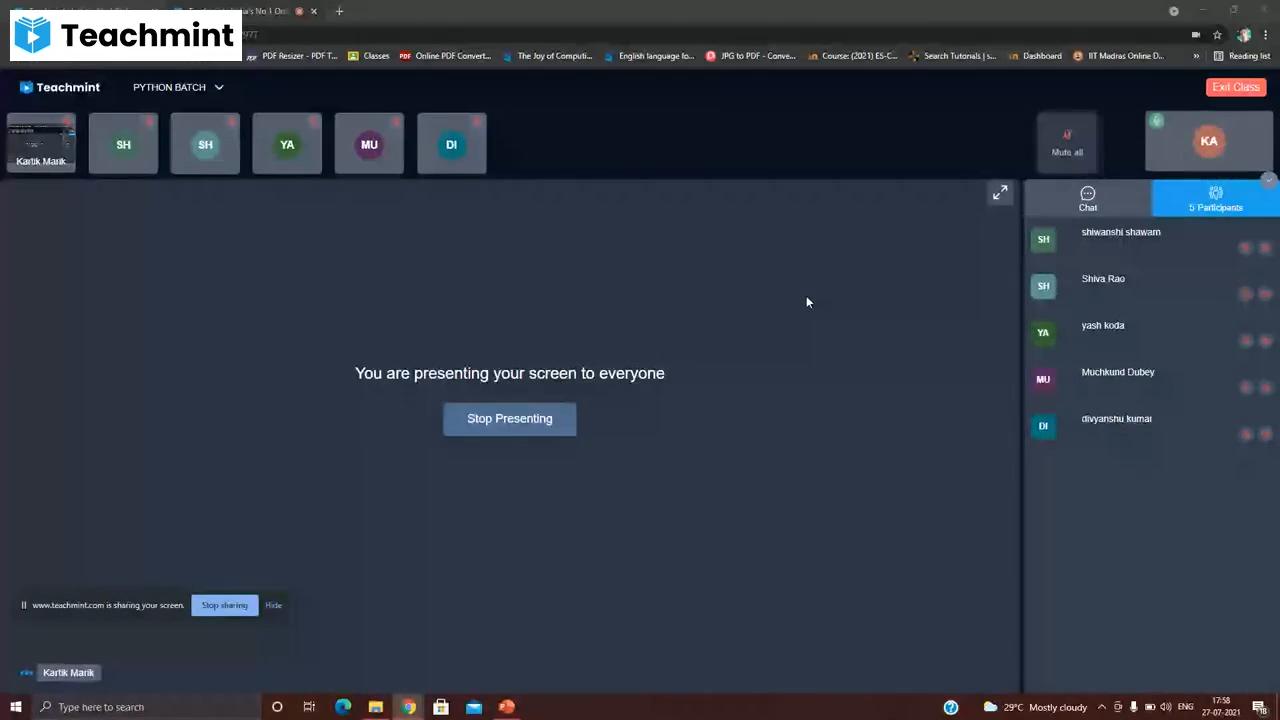 Teachmint
's No.1 On
PDF Resizer - PDF T...
Classes
PDF
Online PDF Convert...
The Joy of Computi...
English language fo...
JPG to PDF - Conve...
Course: (2021) ES-C...
Search Tutorials | s...
Dashboard
IIT Madras Online D...
»
Reading list
Teachmint
PYTHON BATCH
Exit Class
Kartik Marik
SH
SH
YA
MU
DI
Mute all
KA
Chat
5 Participants
SH
shiwanshi shawam
SH
Shiva Rao
YA
yash koda
MU
Muchkund Dubey
DI
divyanshu kumar
You are presenting your screen to everyone
Stop Presenting
www.teachmint.com is sharing your screen.
Stop sharing
Hide
Kartik Marik
Type here to search
29°C Mostly cloudy
ENG
17:58
27-07-2021
18